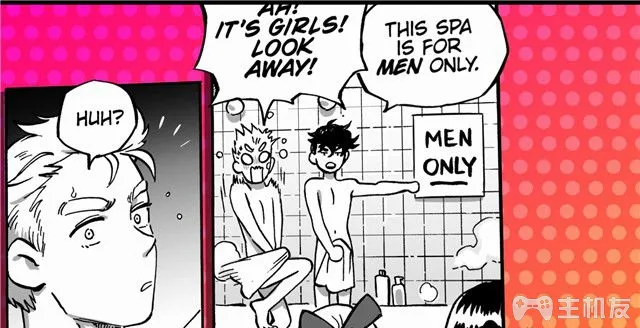 AH!
IT'S GIRLS!
LOOK
AWAY!
THIS SPA
IS FOR
MEN ONLY.
HUH?
MEN
ONLY
主机友